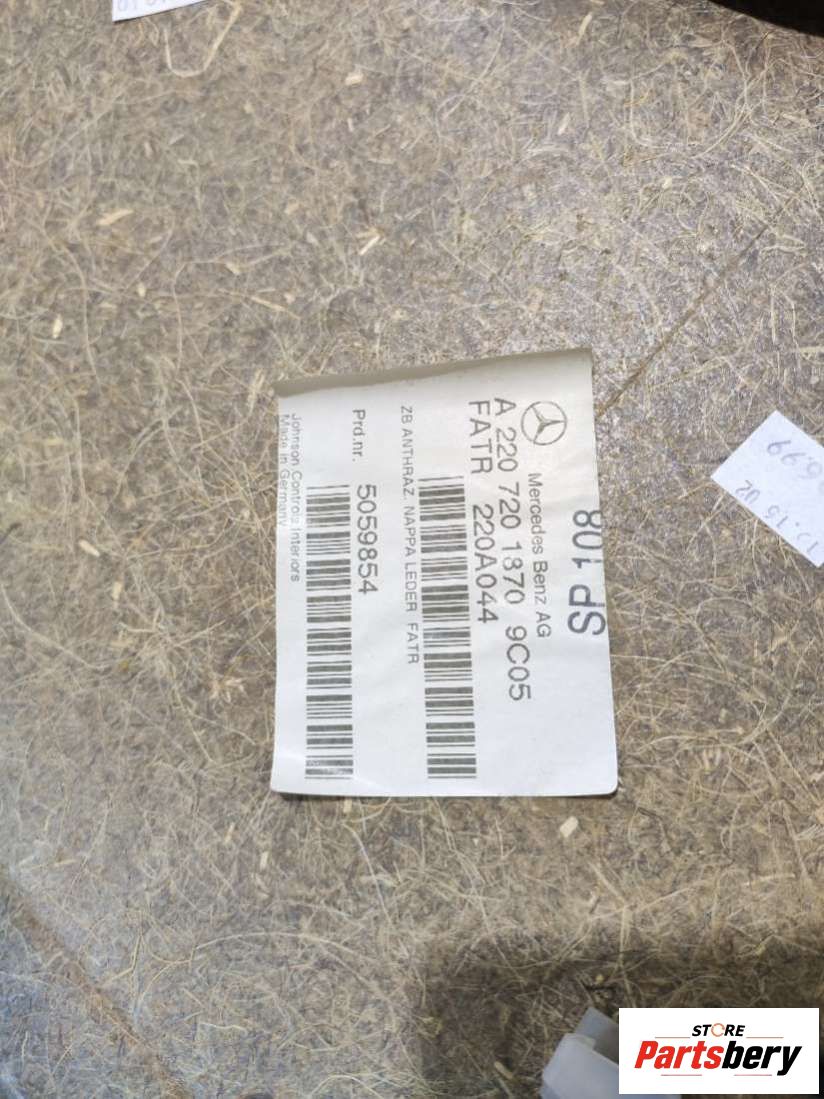 SP 108
Mercedes Benz AG
A 220 720 1870 9C05
FATR 220A044
ZB ANTHRAZ. NAPPA LEDER FATR
Prd.nr. 5059854
Johnson Controls Interiors
Made in Germany
STORE
Partsbery